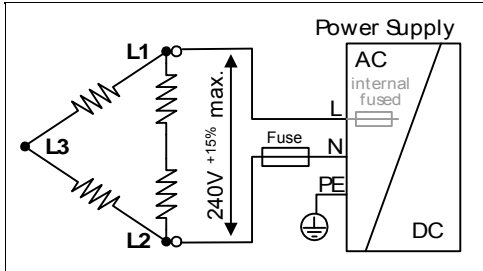 Power Supply
L1
AC
internal
fused
L
240V +15% max.
Fuse
N
L3
PE
L2
DC